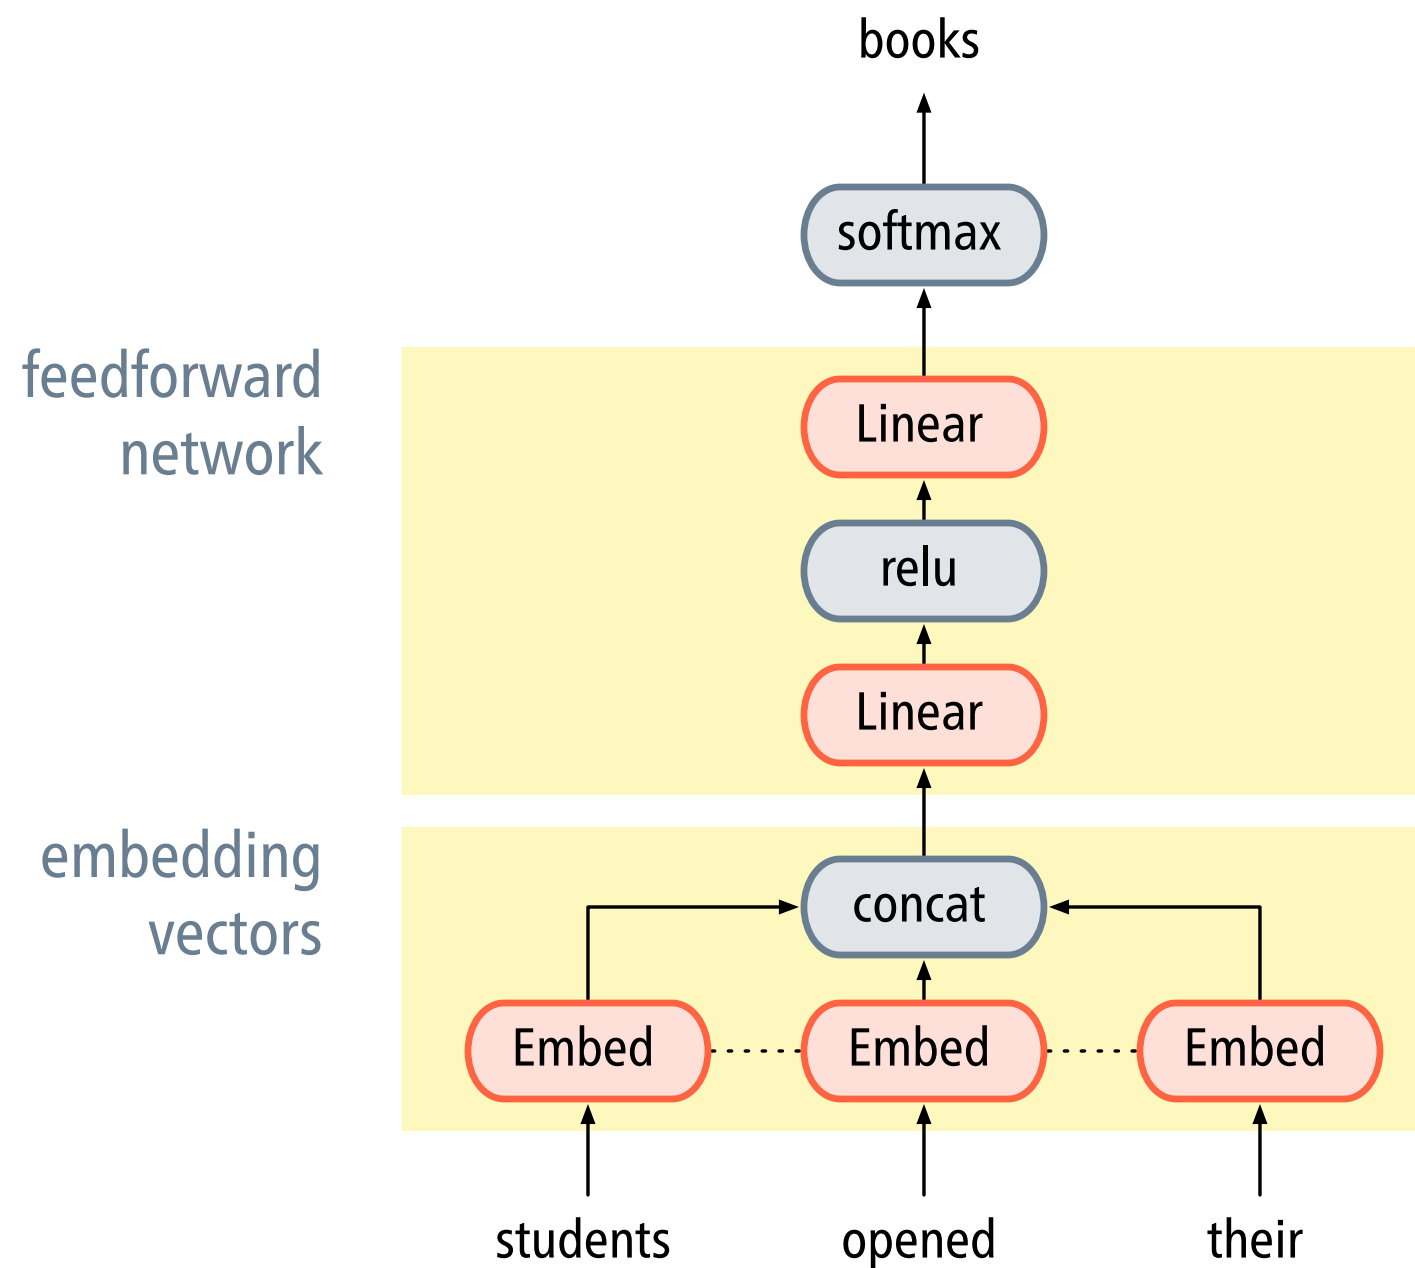 books
softmax
feedforward
network
Linear
relu
Linear
embedding
vectors
concat
Embed Embed Embed
students opened their